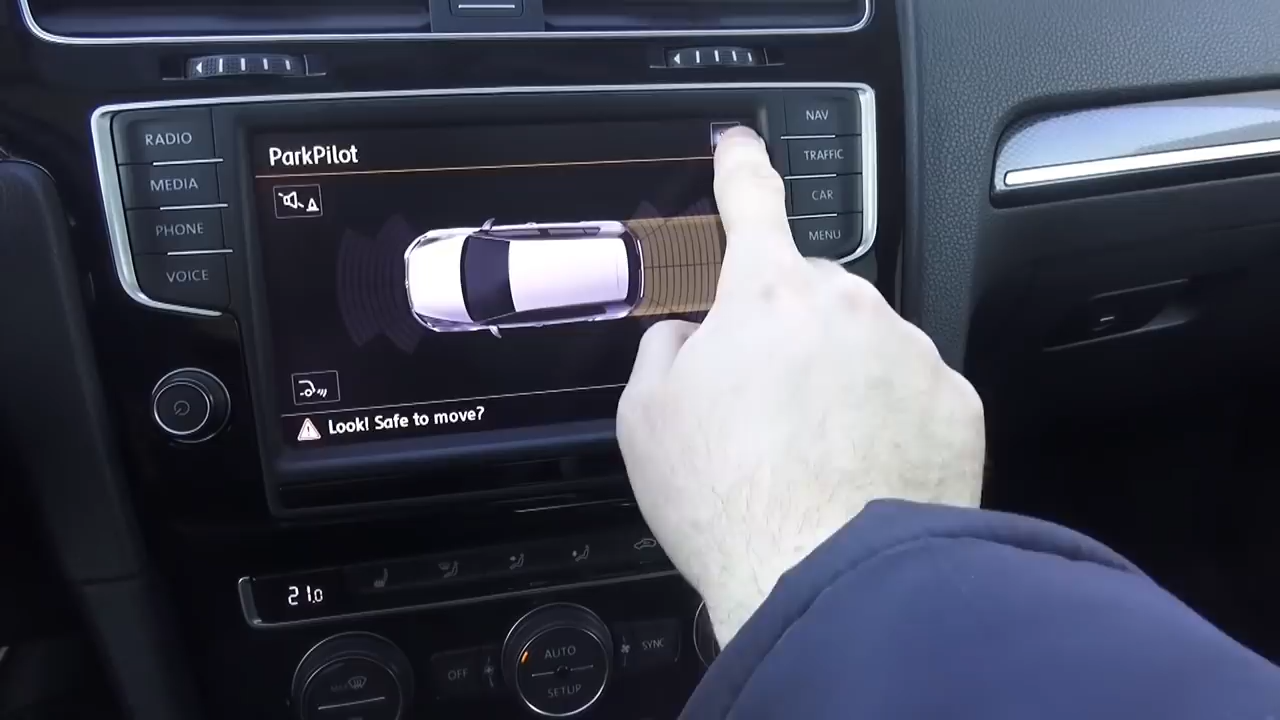 RADIO
MEDIA
PHONE
VOICE
ParkPilot
Look! Safe to move?
NAV
TRAFFIC
CAR
MENU
21.0
OFF
AUTO
SETUP
SYNC
MAX